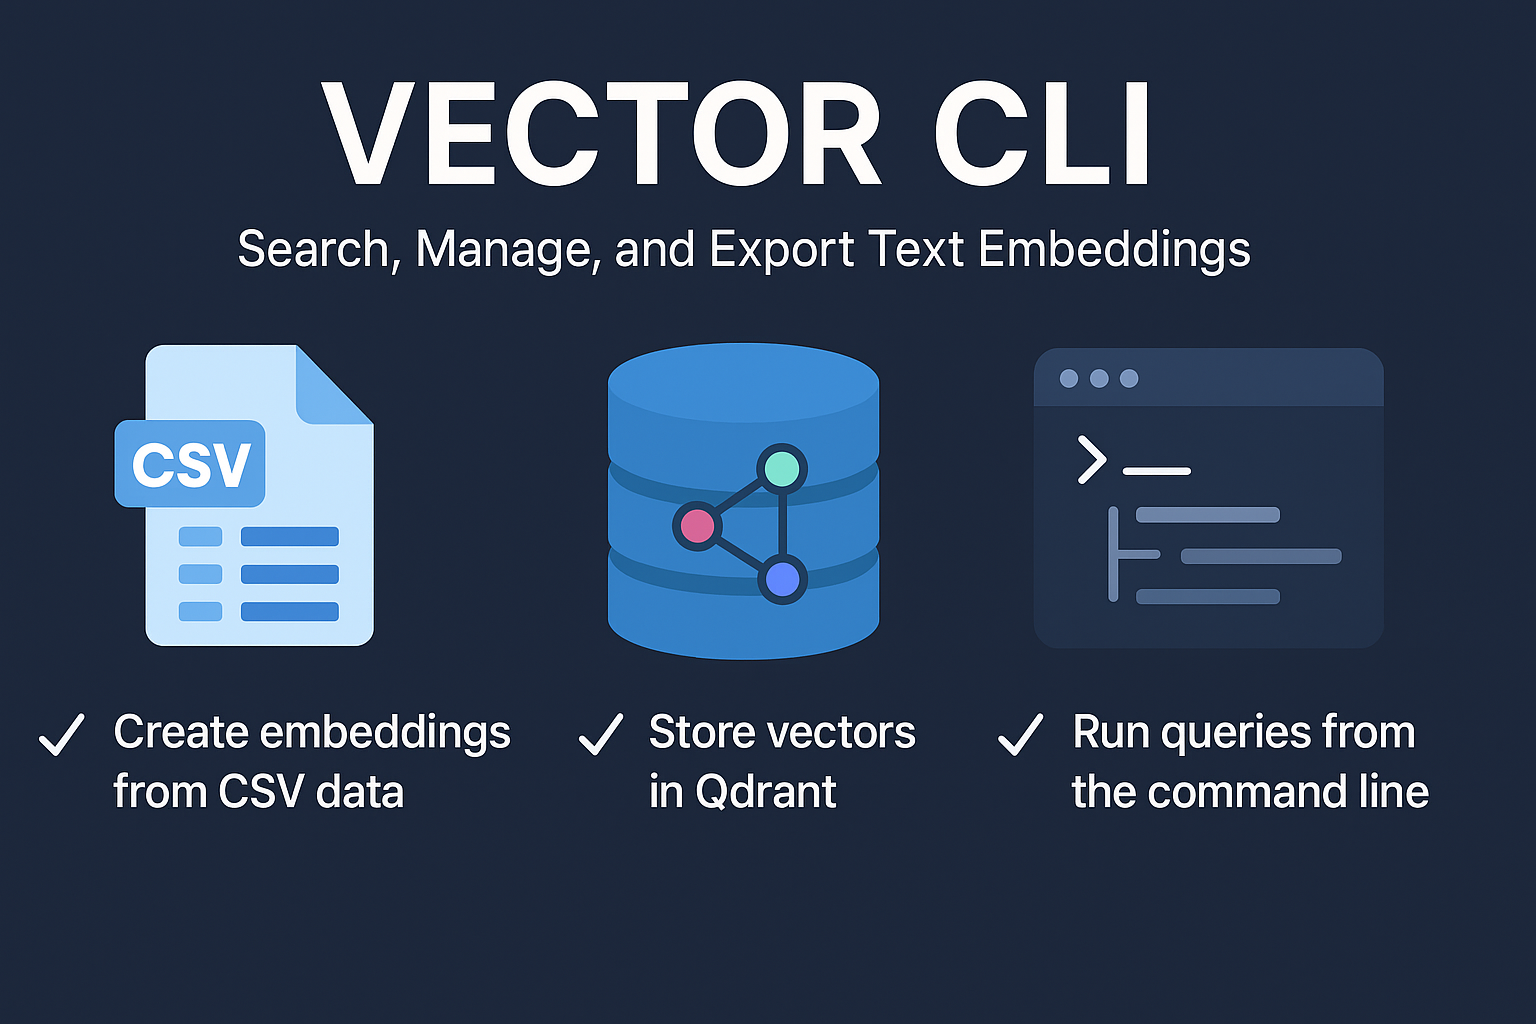 VECTOR CLI
Search, Manage, and Export Text Embeddings
CSV
Create embeddings
from CSV data
Store vectors
in Qdrant
Run queries from
the command line